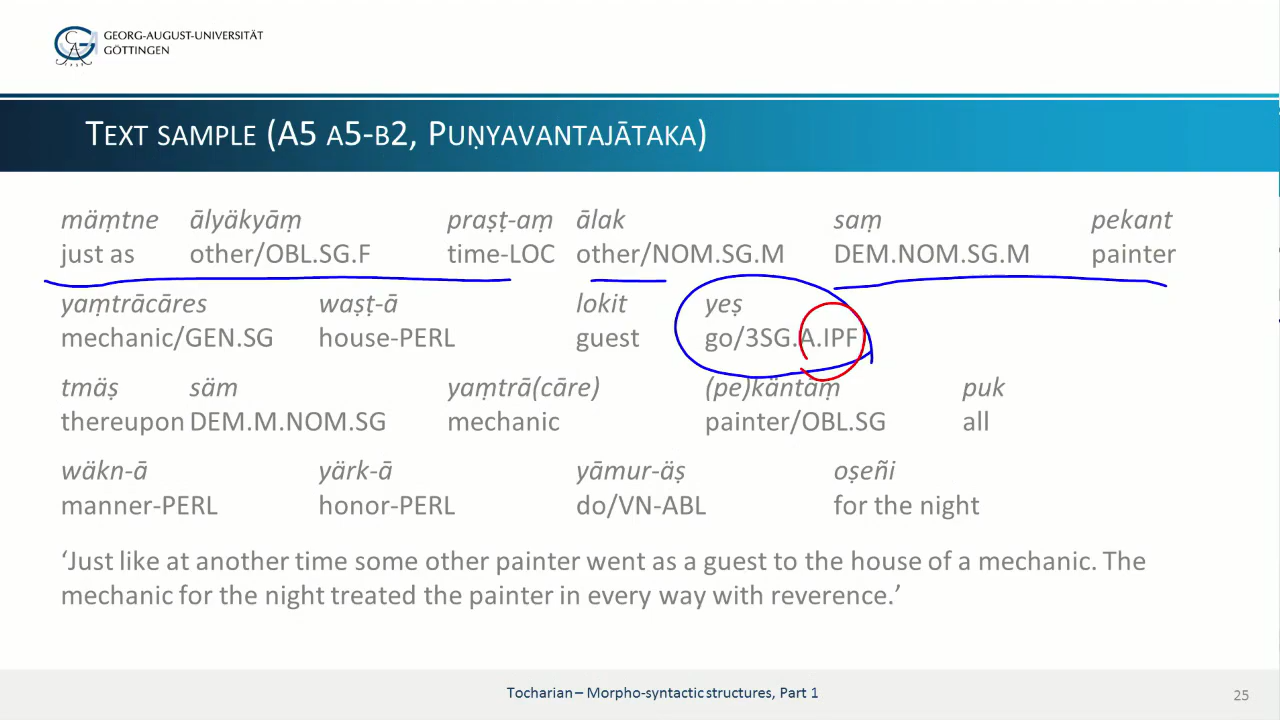 GEORG-AUGUST-UNIVERSITÄT
GÖTTINGEN
TEXT SAMPLE (A5 A5-B2, PUṆYAVANTAJĀTAKA)
mäṃtne ālyäkyāṃ praṣṭ-aṃ ālak saṃ pekant
just as other/OBL.SG.F time-LOC other/NOM.SG.M DEM.NOM.SG.M painter
yaṃtrācāres waṣṭ-ā lokit yeṣ
mechanic/GEN.SG house-PERL guest go/3SG.A.IPF
tmäṣ säm yaṃtrā(cāre) (pe)käntāṃ puk
thereupon DEM.M.NOM.SG mechanic painter/OBL.SG all
wäkn-ā yärk-ā yāmur-äṣ oṣeñi
manner-PERL honor-PERL do/VN-ABL for the night
‘Just like at another time some other painter went as a guest to the house of a mechanic. The
mechanic for the night treated the painter in every way with reverence.’
Tocharian – Morpho-syntactic structures, Part 1
25